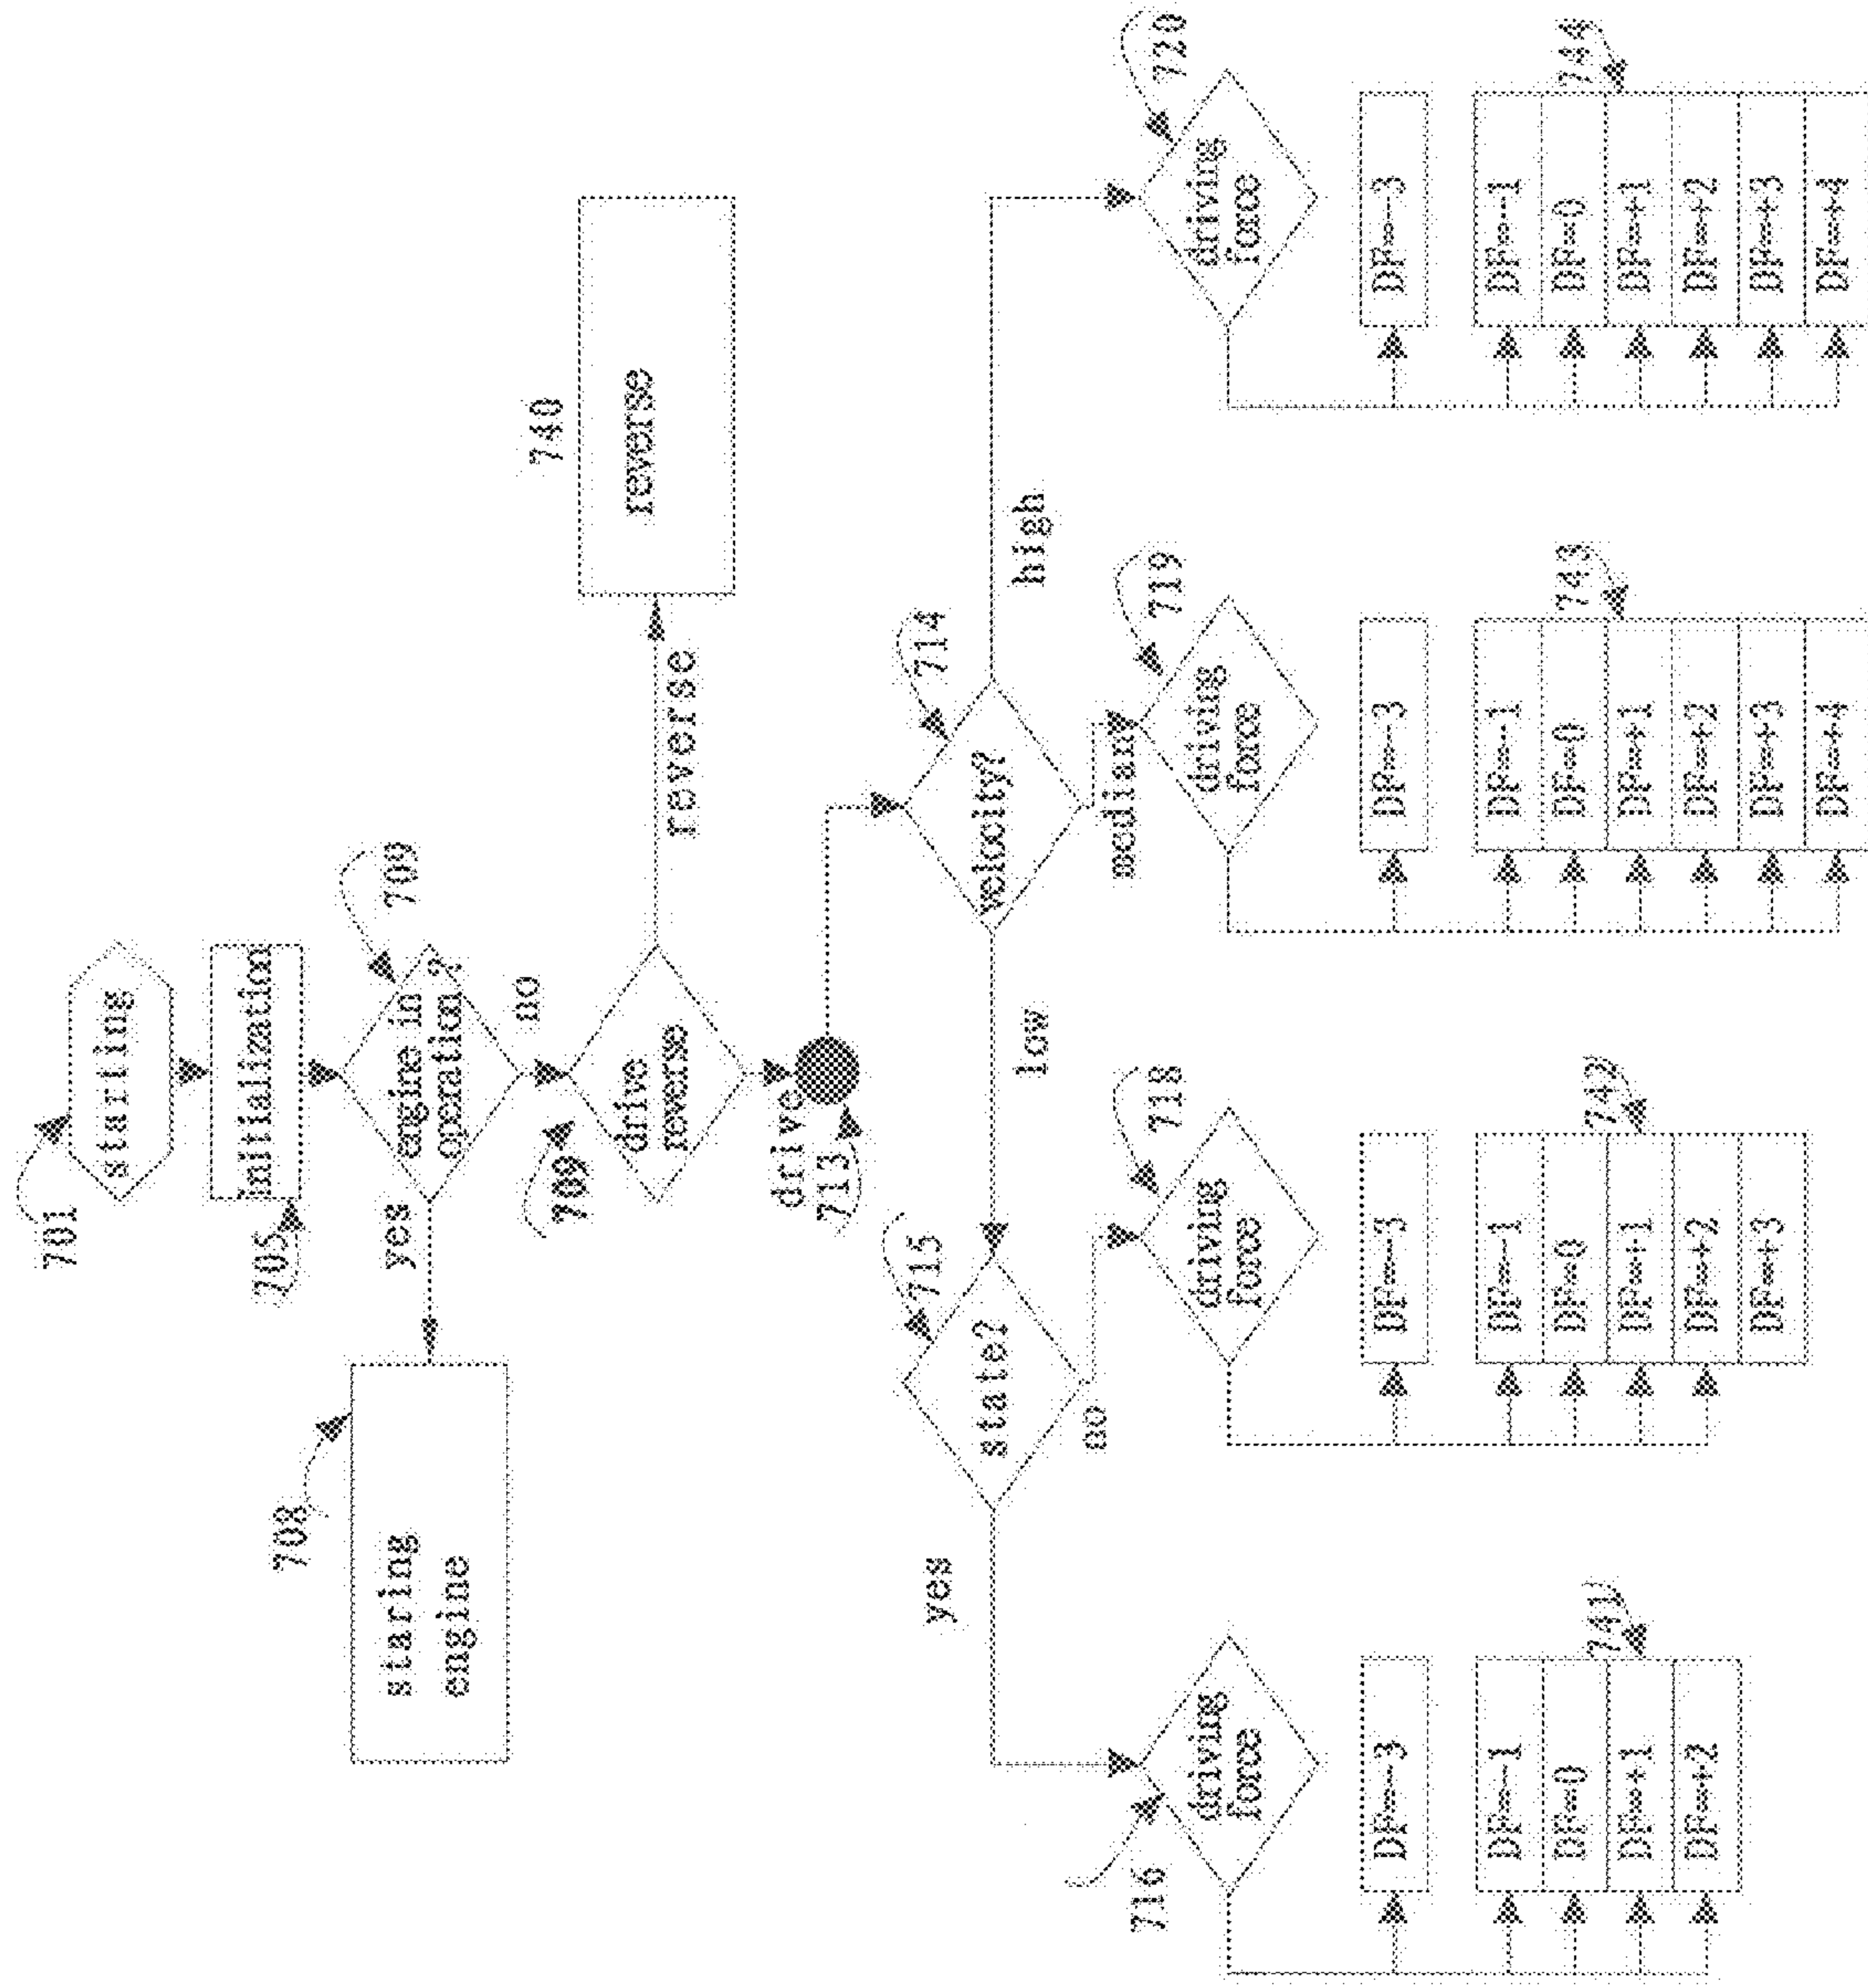 701
starling
705
Initialization
709
engine in
operation ?
yes
no
708
staring
engine
709
drive
reverse
reverse
740
reverse
drive
713
714
velocity?
low
median
high
715
state?
yes
no
716
driving
force
718
driving
force
719
driving
force
720
driving
force
DF=-3
DF=-1
DF=0
DF=+1
DF=+2
741
DF=-3
DF=-1
DF=0
DF=+1
DF=+2
DF=+3
742
DF=-3
DF=-1
DF=0
DF=+1
DF=+2
DF=+3
DF=+4
743
DF=-3
DF=-1
DF=0
DF=+1
DF=+2
DF=+3
DF=+4
744